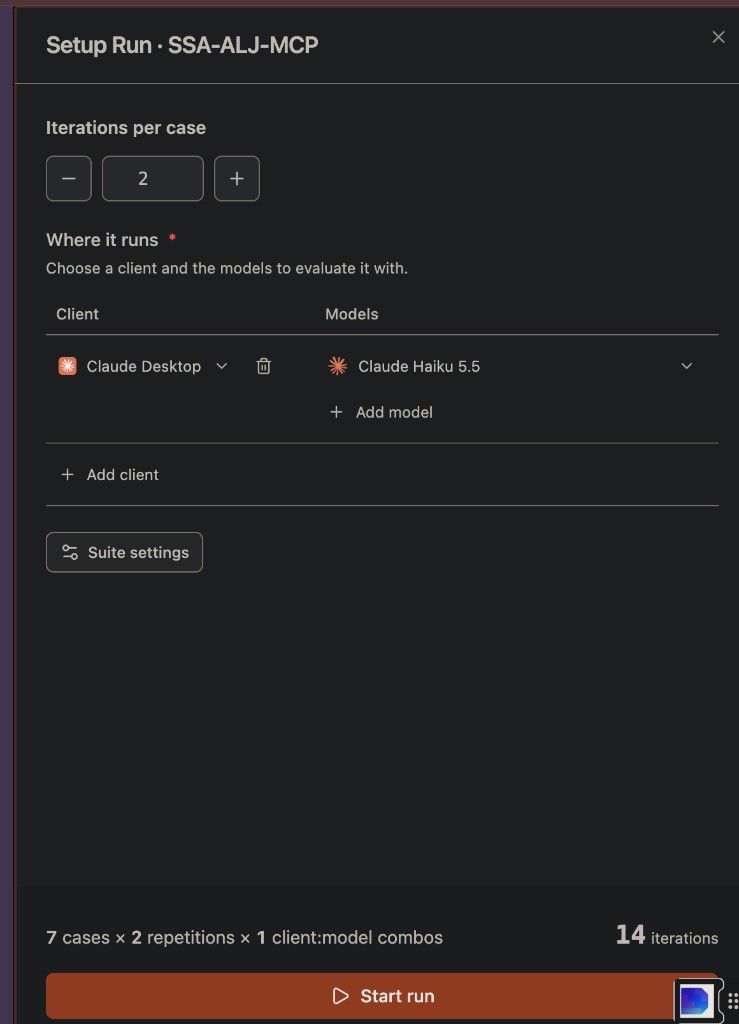 Setup Run · SSA-ALJ-MCP
Iterations per case
2
Where it runs *
Choose a client and the models to evaluate it with.
Client Models
Claude Desktop Claude Haiku 5.5
Add model
Add client
Suite settings
7 cases × 2 repetitions × 1 client:model combos 14 iterations
Start run